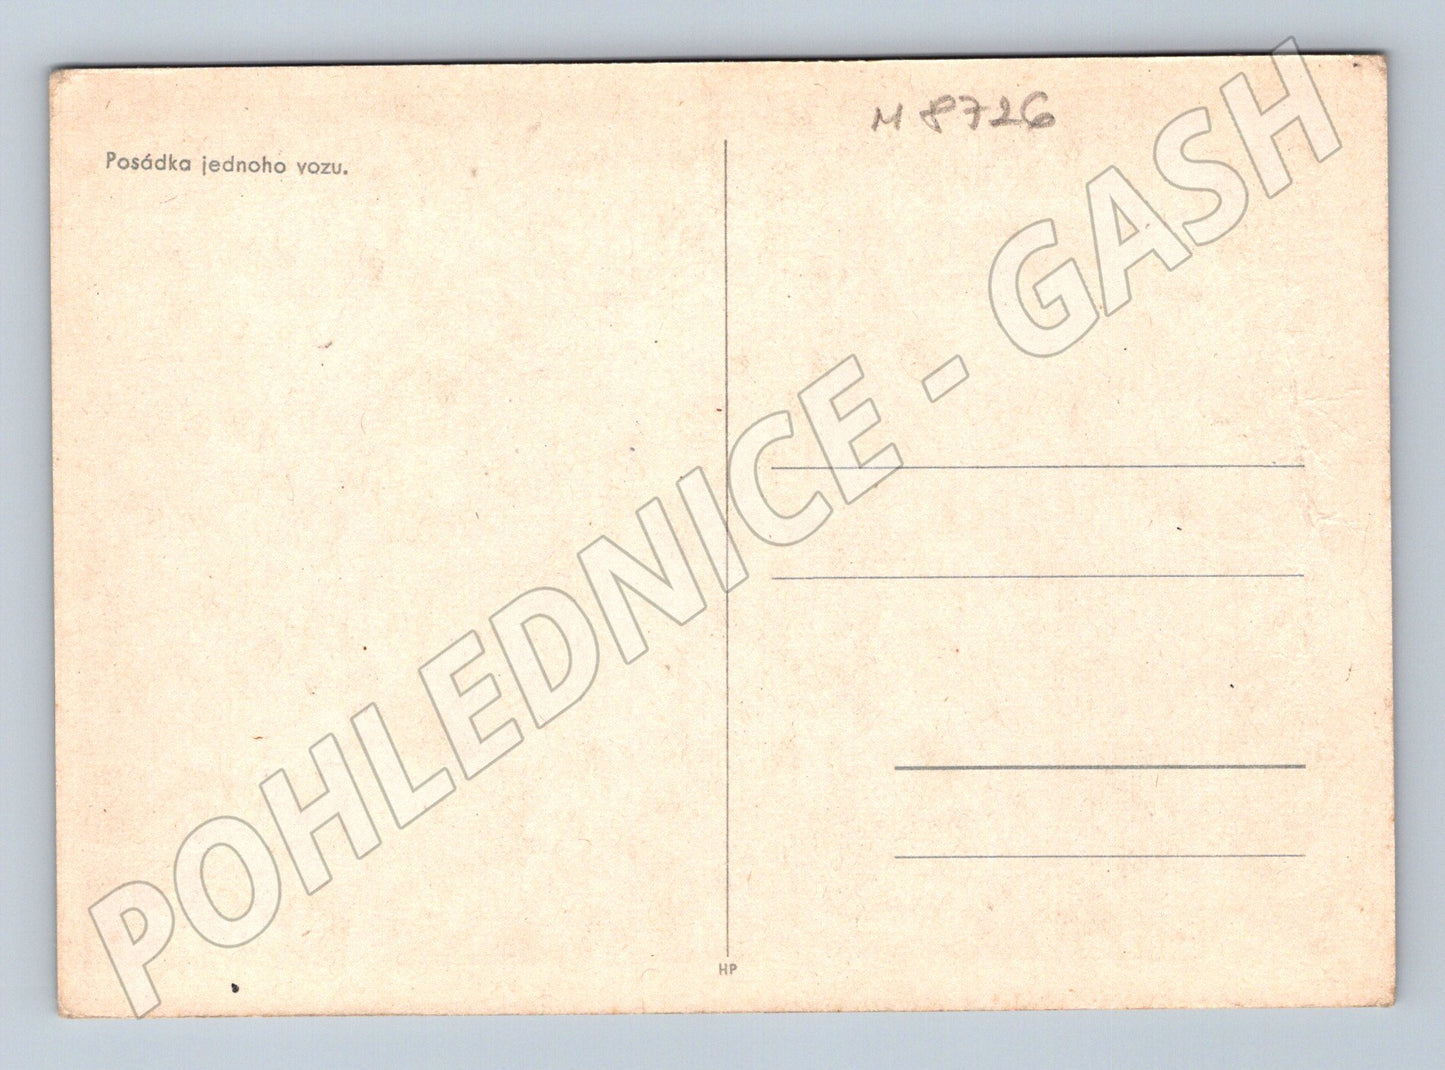 M 8726
Posádka jednoho vozu.
POHLEDNICE - GASH
HP